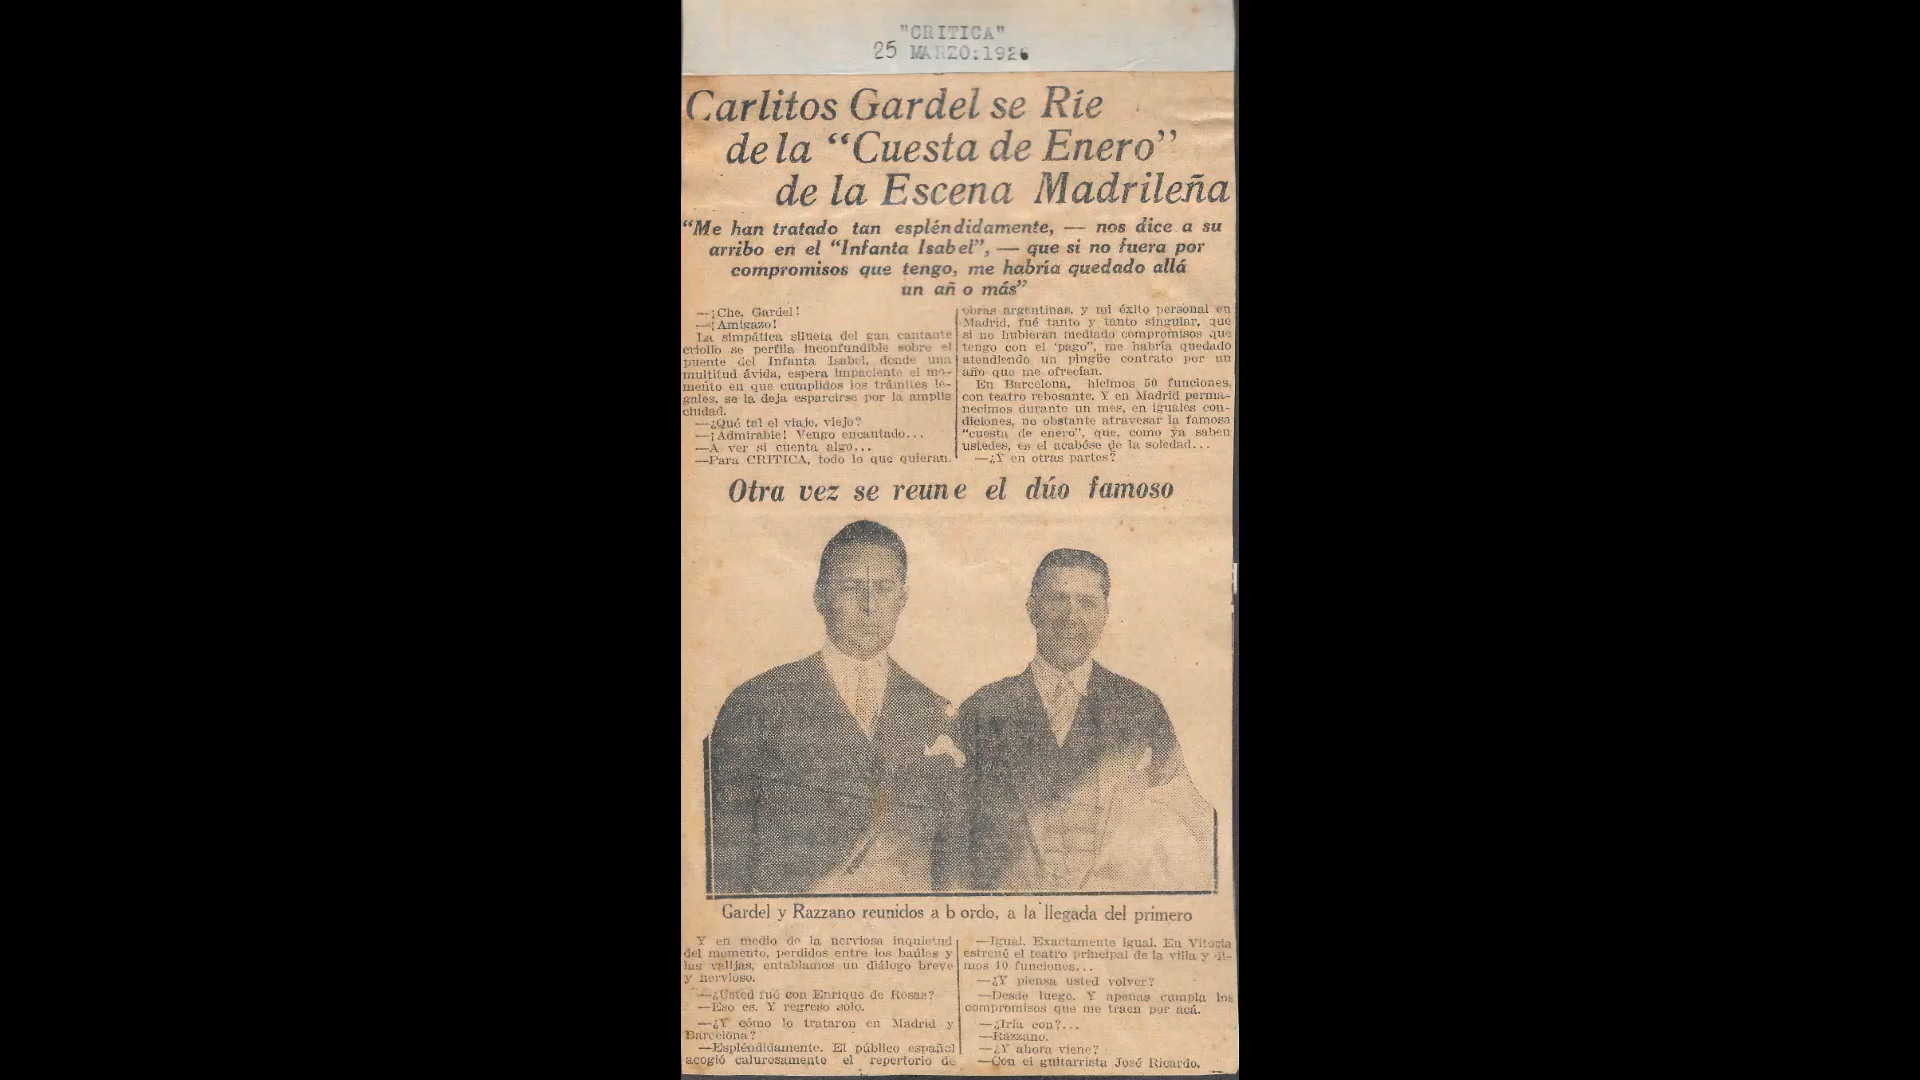 "CRITICA"
25 MARZO:1926
Carlitos Gardel se Ríe
de la “Cuesta de Enero”
de la Escena Madrileña
“Me han tratado tan espléndidamente, — nos dice a su
arribo en el “Infanta Isabel”, — que si no fuera por
compromisos que tengo, me habría quedado allá
un añ o más”
—¡Che, Gardel!
—¡Amigazo!
La simpática silueta del gan cantante
criollo se perfila inconfundible sobre el
puente del Infanta Isabel, donde una
multitud ávida, espera impaciente el mo-
mento en que cumplidos los trámites le-
gales, se la deja esparcirse por la amplia
ciudad.
—¿Qué tal el viaje, viejo?
—¡Admirable! Vengo encantado...
—A ver si cuenta algo...
—Para CRITICA, todo lo que quieran.
obras argentinas, y mi éxito personal en
Madrid, fué tanto y tanto singular, que
si no hubieran mediado compromisos que
tengo con el ‘pago”, me habría quedado
atendiendo un pingüe contrato por un
año que me ofrecían.
En Barcelona, hicimos 50 funciones,
con teatro rebosante. Y en Madrid perma-
necimos durante un mes, en iguales con-
diciones, no obstante atravesar la famosa
“cuesta de enero”, que, como ya saben
ustedes, es el acabóse de la soledad...
—¿Y en otras partes?
Otra vez se reune el dúo famoso
Gardel y Razzano reunidos a b ordo, a la llegada del primero
Y en medio de la nerviosa inquietud
del momento, perdidos entre los baúles y
las valijas, entablamos un diálogo breve
y nervioso.
—¿Usted fué con Enrique de Rosas?
—Eso es. Y regreso solo.
—¿Y cómo lo trataron en Madrid y
Barcelona?
—Espléndidamente. El público español
acogió calurosamente el repertorio de
—Igual. Exactamente igual. En Vitoria
estrené el teatro principal de la villa y di-
mos 10 funciones...
—¿Y piensa usted volver?
—Desde luego. Y apenas cumpla los
compromisos que me traen por acá.
—¿Iría con?...
—Razzano.
—¿Y ahora viene?
—Con el guitarrista José Ricardo.